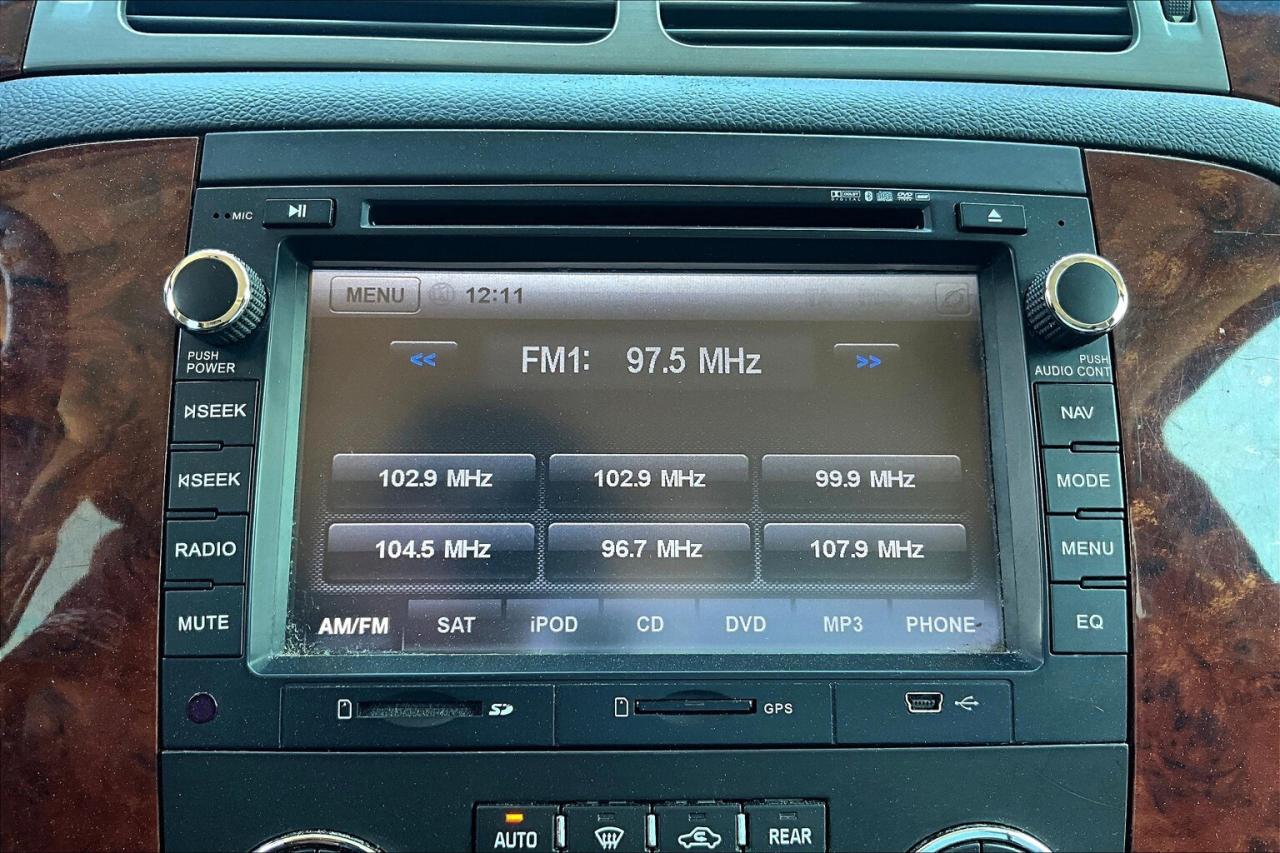 MIC
MENU 12:11
<< FM1: 97.5 MHz >>
102.9 MHz 102.9 MHz 99.9 MHz
104.5 MHz 96.7 MHz 107.9 MHz
AM/FM SAT iPOD CD DVD MP3 PHONE
PUSH
POWER
SEEK
SEEK
RADIO
MUTE
PUSH
AUDIO CONT
NAV
MODE
MENU
EQ
SD
GPS
AUTO REAR